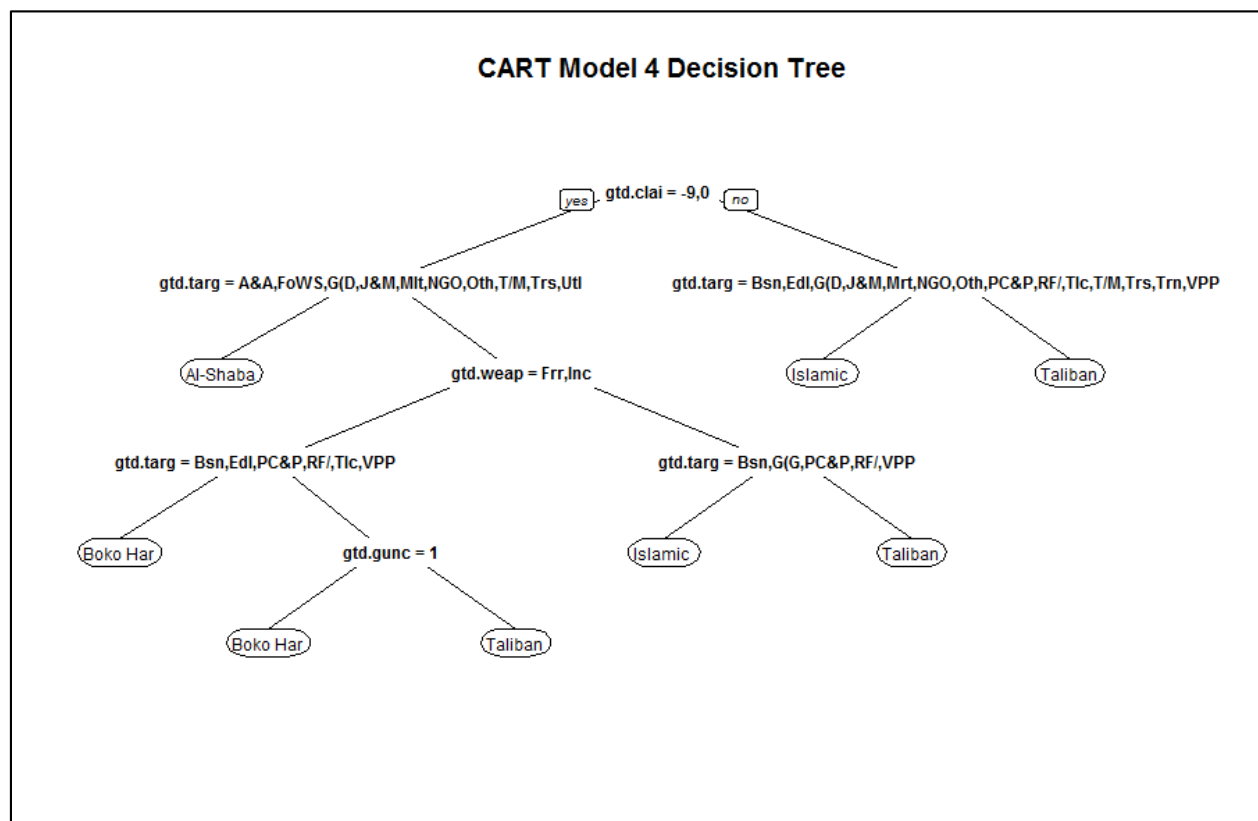 CART Model 4 Decision Tree
yes gtd.clai = -9,0 no
gtd.targ = A&A,FoWS,G(D,J&M,Mlt,NGO,Oth,T/M,Trs,Utl
gtd.targ = Bsn,Edl,G(D,J&M,Mrt,NGO,Oth,PC&P,RF/,Tlc,T/M,Trs,Trn,VPP
Al-Shaba
gtd.weap = Frr,Inc
Islamic
Taliban
gtd.targ = Bsn,Edl,PC&P,RF/,Tlc,VPP
gtd.targ = Bsn,G(G,PC&P,RF/,VPP
Boko Har
gtd.gunc = 1
Islamic
Taliban
Boko Har
Taliban